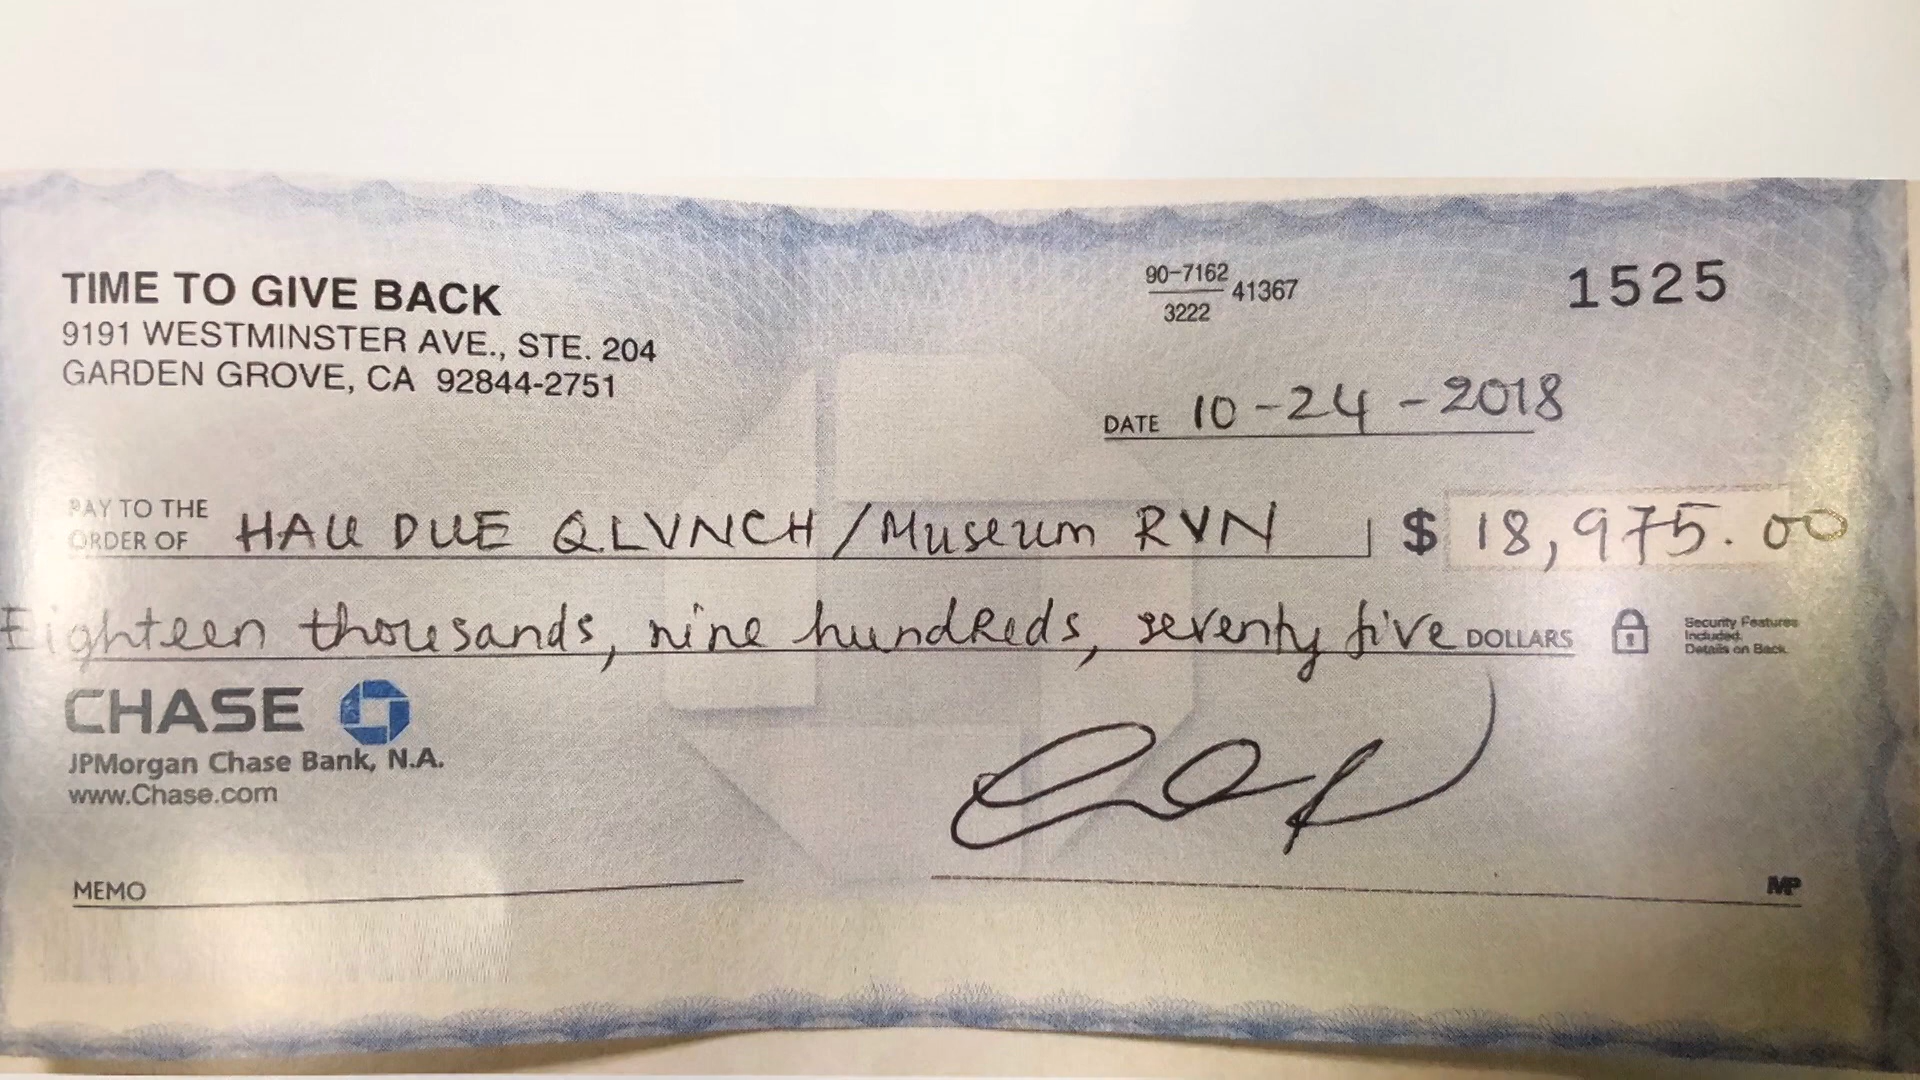 TIME TO GIVE BACK
9191 WESTMINSTER AVE., STE. 204
GARDEN GROVE, CA 92844-2751
90-7162
3222
41367
1525
DATE 10-24-2018
PAY TO THE
ORDER OF HAU DUE Q.LVNCH/Museum RVN $ 18,975.00
Eighteen thousands, nine hundreds, seventy five DOLLARS
Security Features
Included.
Details on Back.
CHASE
JPMorgan Chase Bank, N.A.
www.Chase.com
MEMO
MP